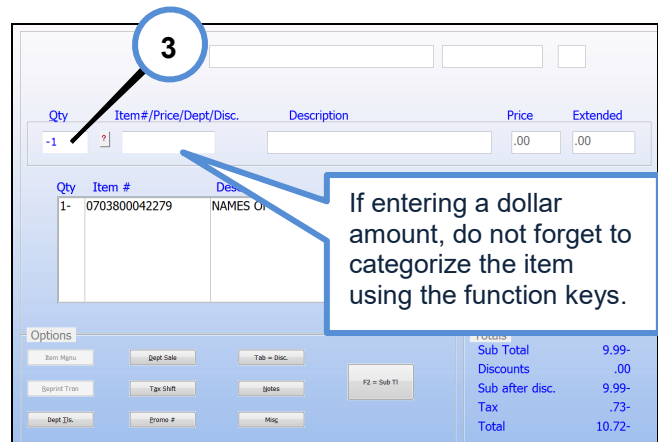 3
Qty Item#/Price/Dept/Disc. Description Price Extended
-1 ? .00 .00
Qty Item #
1- 0703800042279 NAMES
If entering a dollar
amount, do not forget to
categorize the item
using the function keys.
Options
Totals
Item Menu Dept Sale Tab = Disc.
Reprint Tran Tax Shift Notes F2 = Sub Tl
Dept Tls. Promo # Misc
Sub Total 9.99-
Discounts .00
Sub after disc. 9.99-
Tax .73-
Total 10.72-